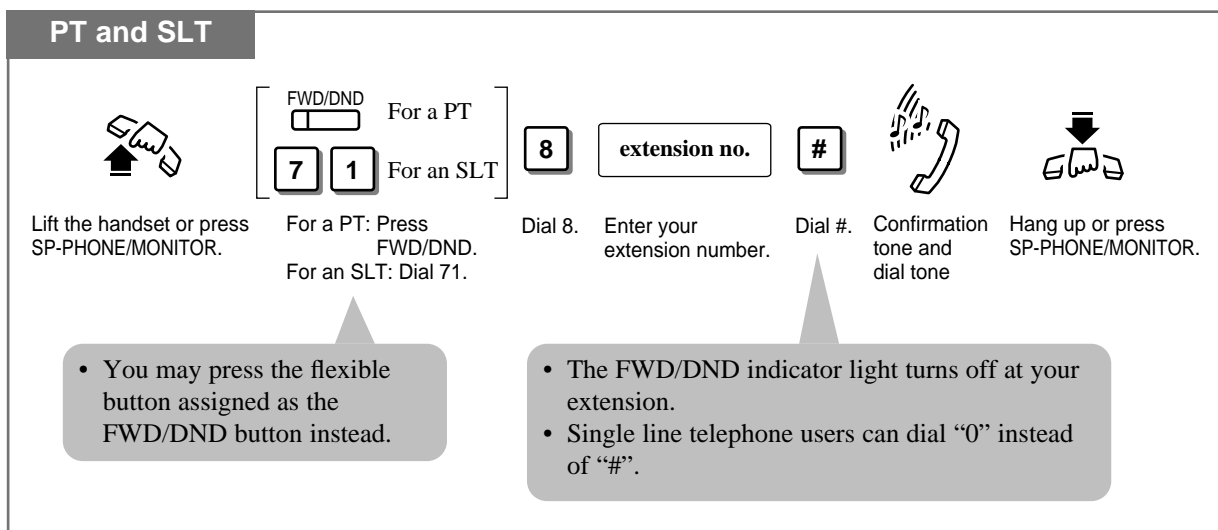 PT and SLT
FWD/DND
For a PT
7 1 For an SLT
8
extension no.
#
Lift the handset or press
SP-PHONE/MONITOR.
For a PT: Press
FWD/DND.
For an SLT: Dial 71.
Dial 8.
Enter your
extension number.
Dial #.
Confirmation
tone and
dial tone
Hang up or press
SP-PHONE/MONITOR.
• You may press the flexible
button assigned as the
FWD/DND button instead.
• The FWD/DND indicator light turns off at your
extension.
• Single line telephone users can dial “0” instead
of “#”.